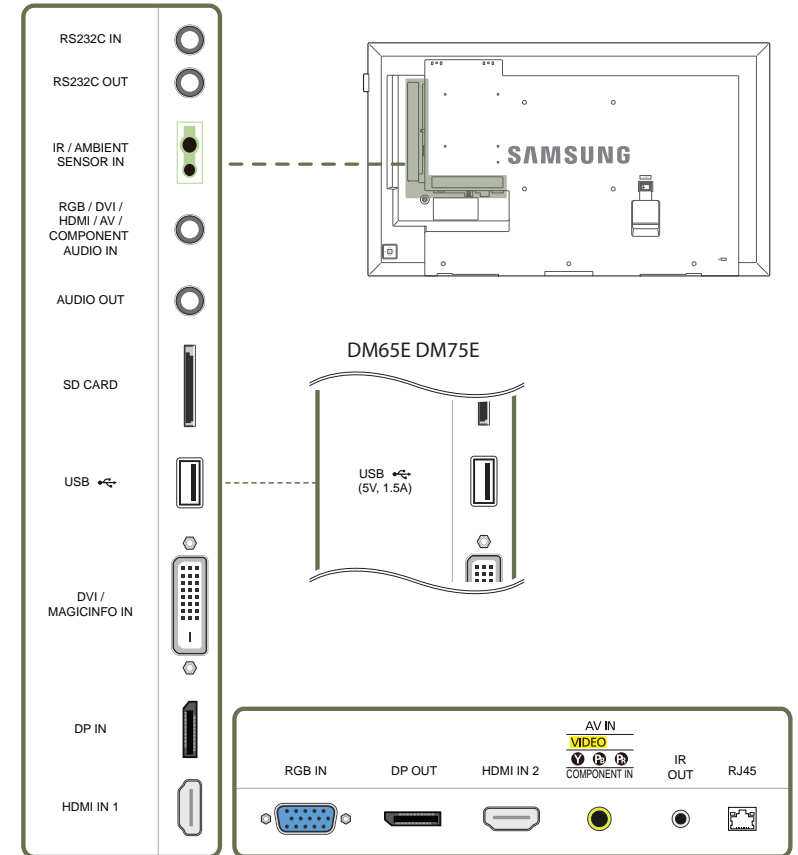 RS232C IN
RS232C OUT
IR / AMBIENT
SENSOR IN
RGB / DVI /
HDMI / AV /
COMPONENT
AUDIO IN
AUDIO OUT
SD CARD
USB
DVI /
MAGICINFO IN
DP IN
HDMI IN 1
SAMSUNG
DM65E DM75E
USB
(5V, 1.5A)
RGB IN
DP OUT
HDMI IN 2
AV IN
VIDEO
Y PB PR
COMPONENT IN
IR
OUT
RJ45